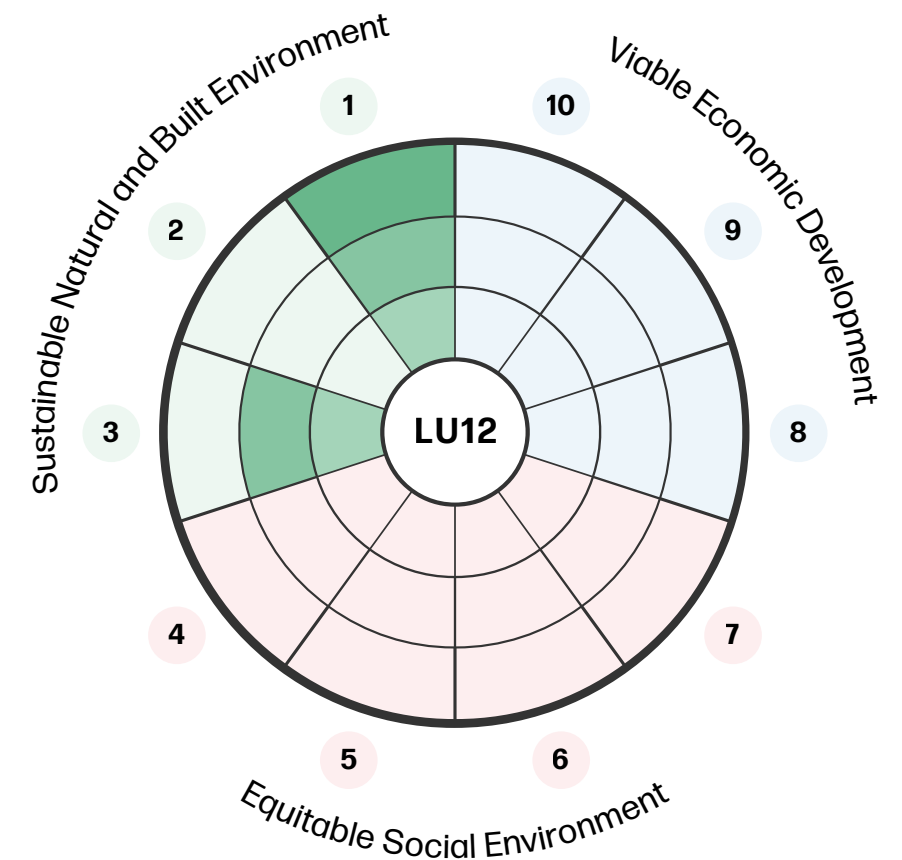 Sustainable Natural and Built Environment
Viable Economic Development
1
10
2
9
3
LU12
8
4
7
5
6
Equitable Social Environment